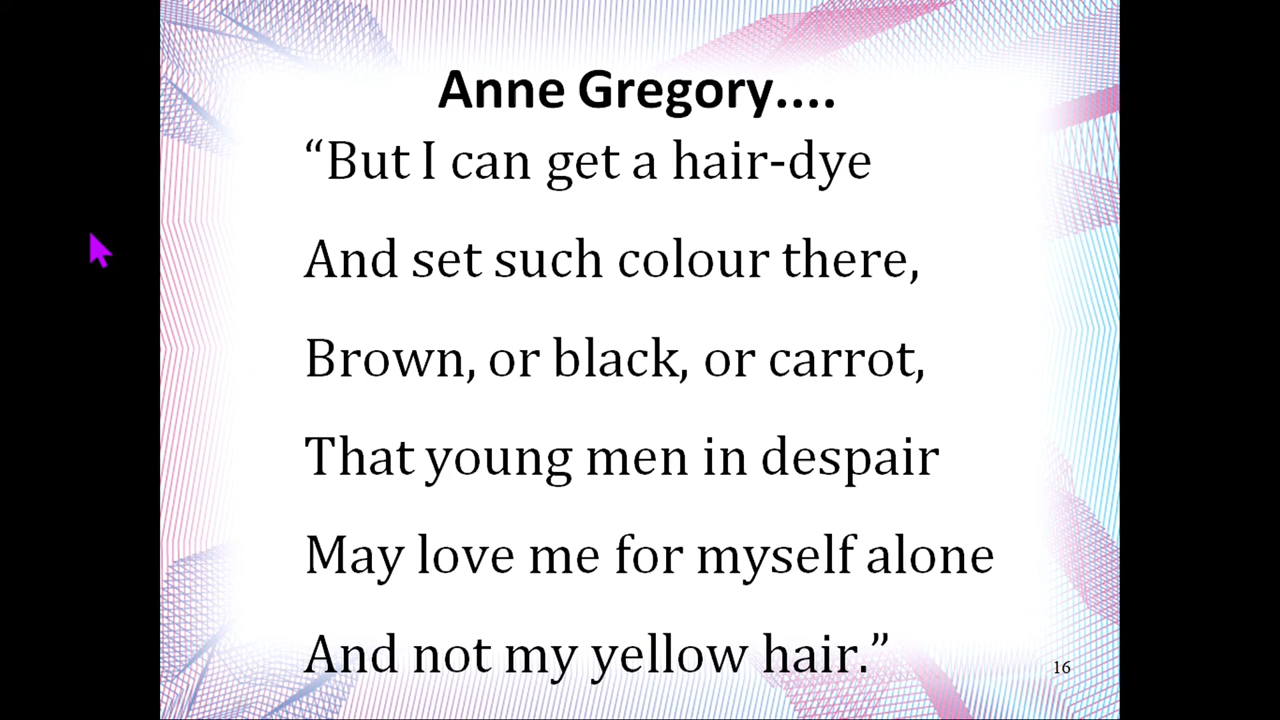 Anne Gregory....
“But I can get a hair-dye
And set such colour there,
Brown, or black, or carrot,
That young men in despair
May love me for myself alone
And not my yellow hair.”
16